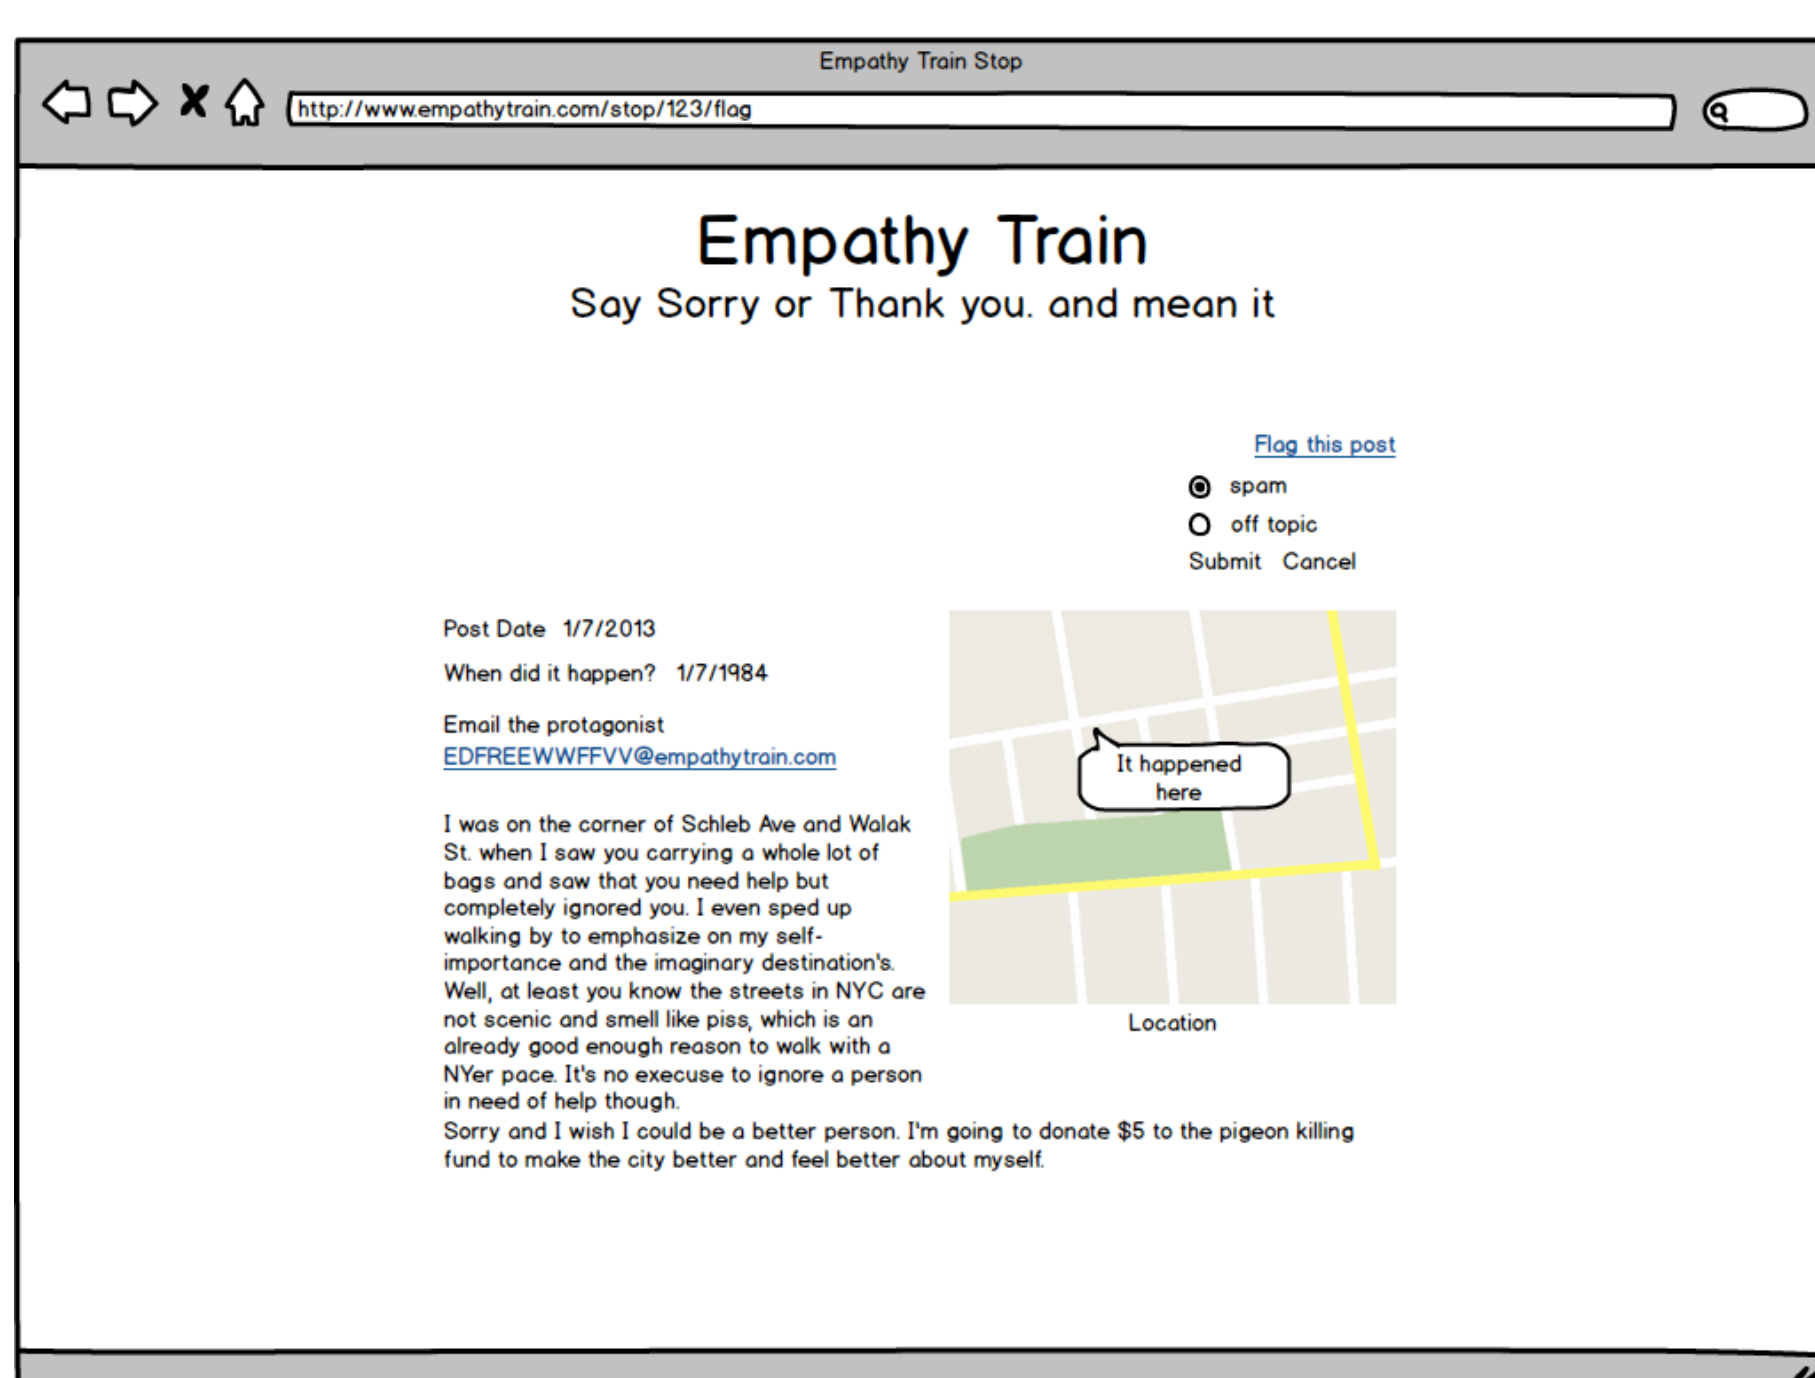 Empathy Train Stop
http://www.empathytrain.com/stop/123/flag
Empathy Train
Say Sorry or Thank you. and mean it
Flag this post
spam
off topic
Submit Cancel
Post Date 1/7/2013
When did it happen? 1/7/1984
Email the protagonist
EDFREEWWFFVV@empathytrain.com
I was on the corner of Schleb Ave and Walak
St. when I saw you carrying a whole lot of
bags and saw that you need help but
completely ignored you. I even sped up
walking by to emphasize on my self-
importance and the imaginary destination's.
Well, at least you know the streets in NYC are
not scenic and smell like piss, which is an
already good enough reason to walk with a
NYer pace. It's no execuse to ignore a person
in need of help though.
Sorry and I wish I could be a better person. I'm going to donate $5 to the pigeon killing
fund to make the city better and feel better about myself.
It happened
here
Location